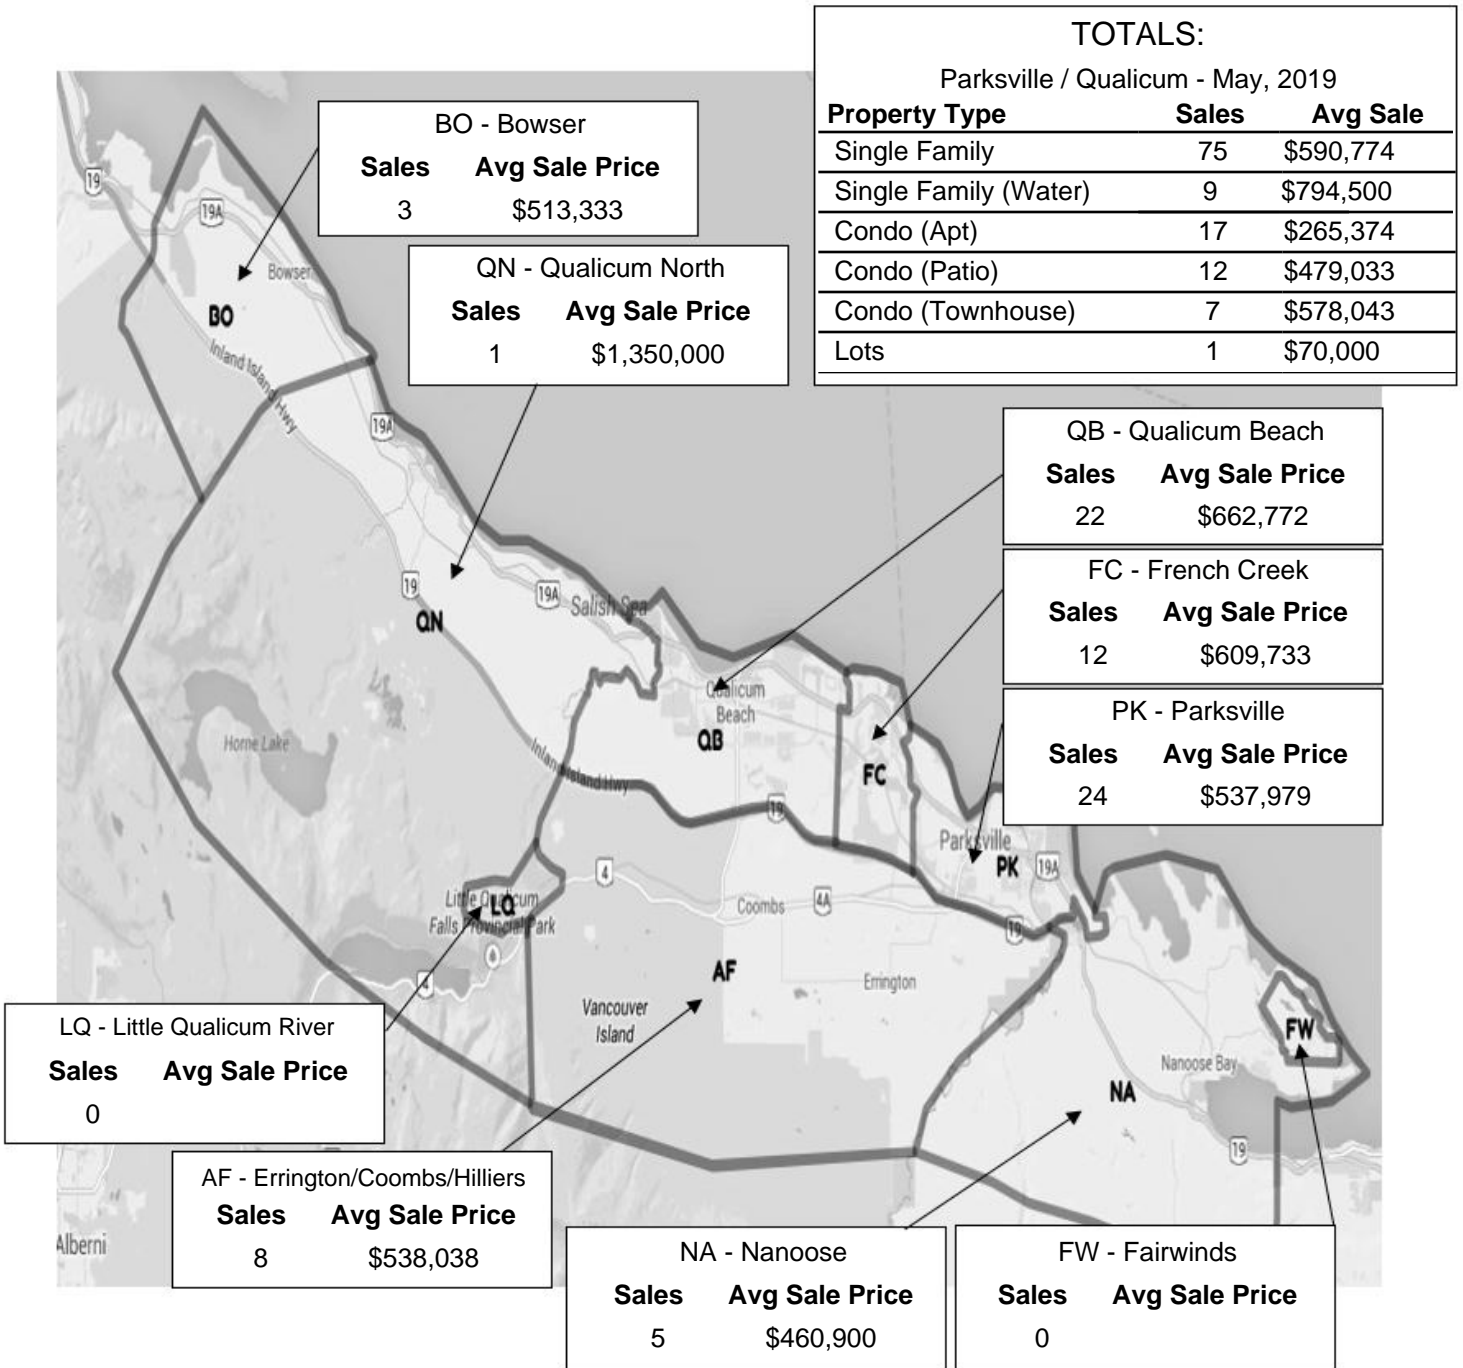 TOTALS:
Parksville / Qualicum - May, 2019
Property Type Sales Avg Sale
Single Family 75 $590,774
Single Family (Water) 9 $794,500
Condo (Apt) 17 $265,374
Condo (Patio) 12 $479,033
Condo (Townhouse) 7 $578,043
Lots 1 $70,000
BO - Bowser
Sales Avg Sale Price
3 $513,333
QN - Qualicum North
Sales Avg Sale Price
1 $1,350,000
QB - Qualicum Beach
Sales Avg Sale Price
22 $662,772
FC - French Creek
Sales Avg Sale Price
12 $609,733
PK - Parksville
Sales Avg Sale Price
24 $537,979
LQ - Little Qualicum River
Sales Avg Sale Price
0
AF - Errington/Coombs/Hilliers
Sales Avg Sale Price
8 $538,038
NA - Nanoose
Sales Avg Sale Price
5 $460,900
FW - Fairwinds
Sales Avg Sale Price
0
19
19A
Bowser
BO
Inland Island Hwy
19A
19
19A
Salish Sea
QN
Qualicum
Beach
QB
Horne Lake
Inland Island Hwy
FC
19
Parksville
PK
19A
4
Little Qualicum
LQ
Falls Provincial Park
Coombs
4A
19
4
AF
Errington
Vancouver
Island
FW
Nanoose Bay
NA
19
Alberni